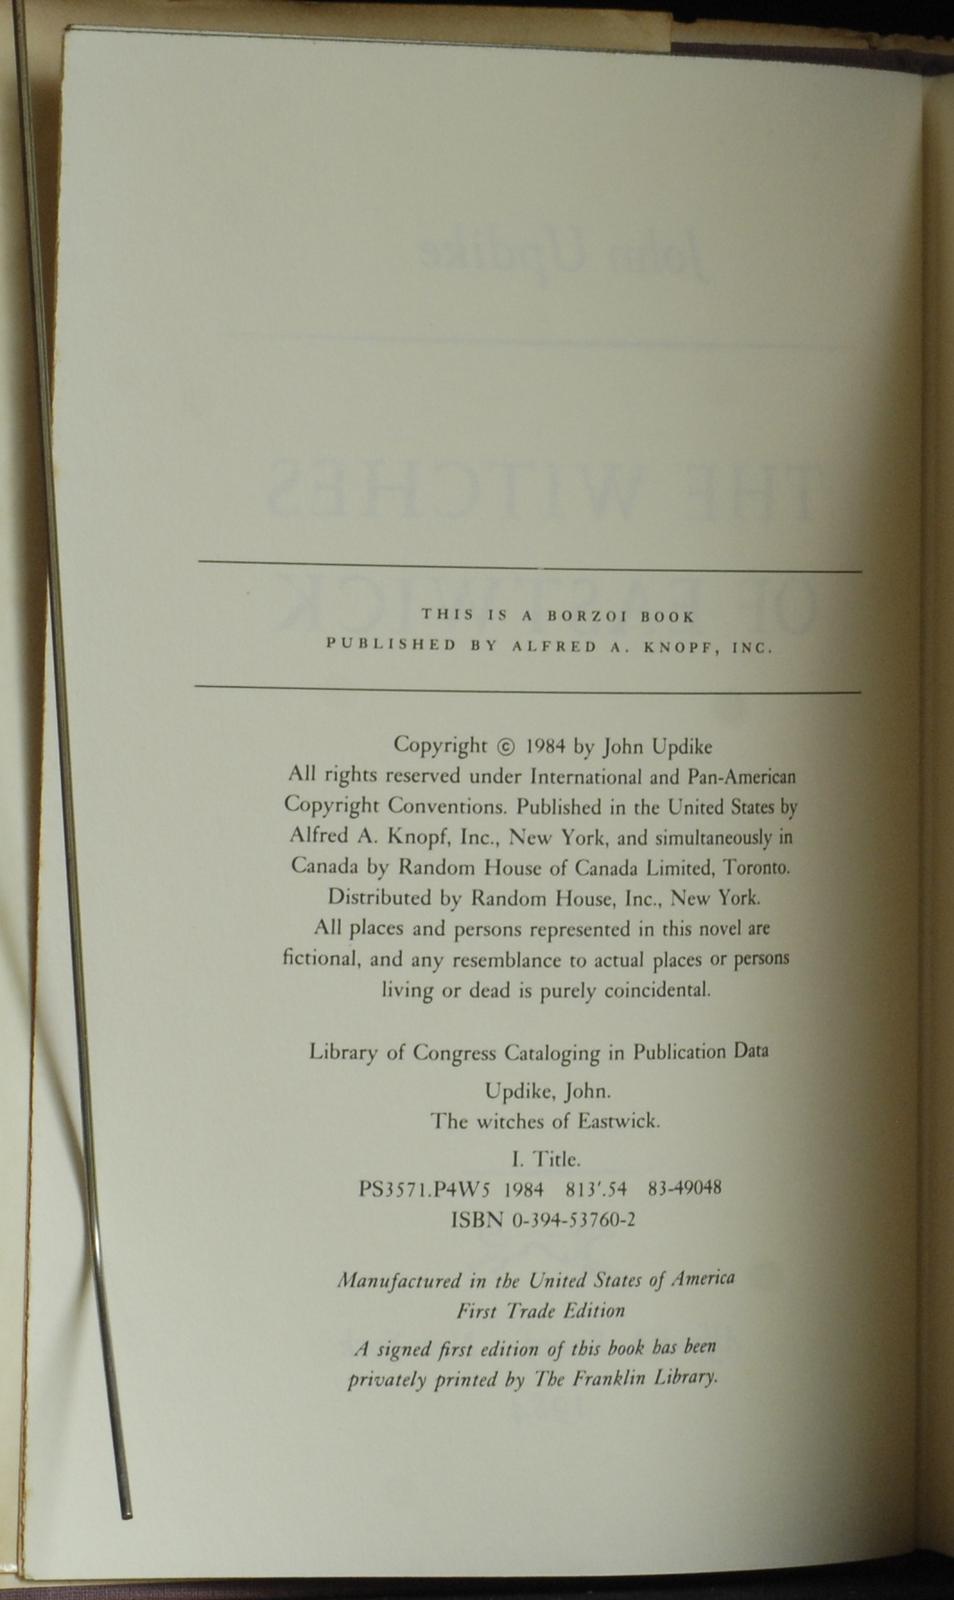 THIS IS A BORZOI BOOK
PUBLISHED BY ALFRED A. KNOPF, INC.
Copyright © 1984 by John Updike
All rights reserved under International and Pan-American
Copyright Conventions. Published in the United States by
Alfred A. Knopf, Inc., New York, and simultaneously in
Canada by Random House of Canada Limited, Toronto.
Distributed by Random House, Inc., New York.
All places and persons represented in this novel are
fictional, and any resemblance to actual places or persons
living or dead is purely coincidental.
Library of Congress Cataloging in Publication Data
Updike, John.
The witches of Eastwick.
I. Title.
PS3571.P4W5 1984 813'.54 83-49048
ISBN 0-394-53760-2
Manufactured in the United States of America
First Trade Edition
A signed first edition of this book has been
privately printed by The Franklin Library.